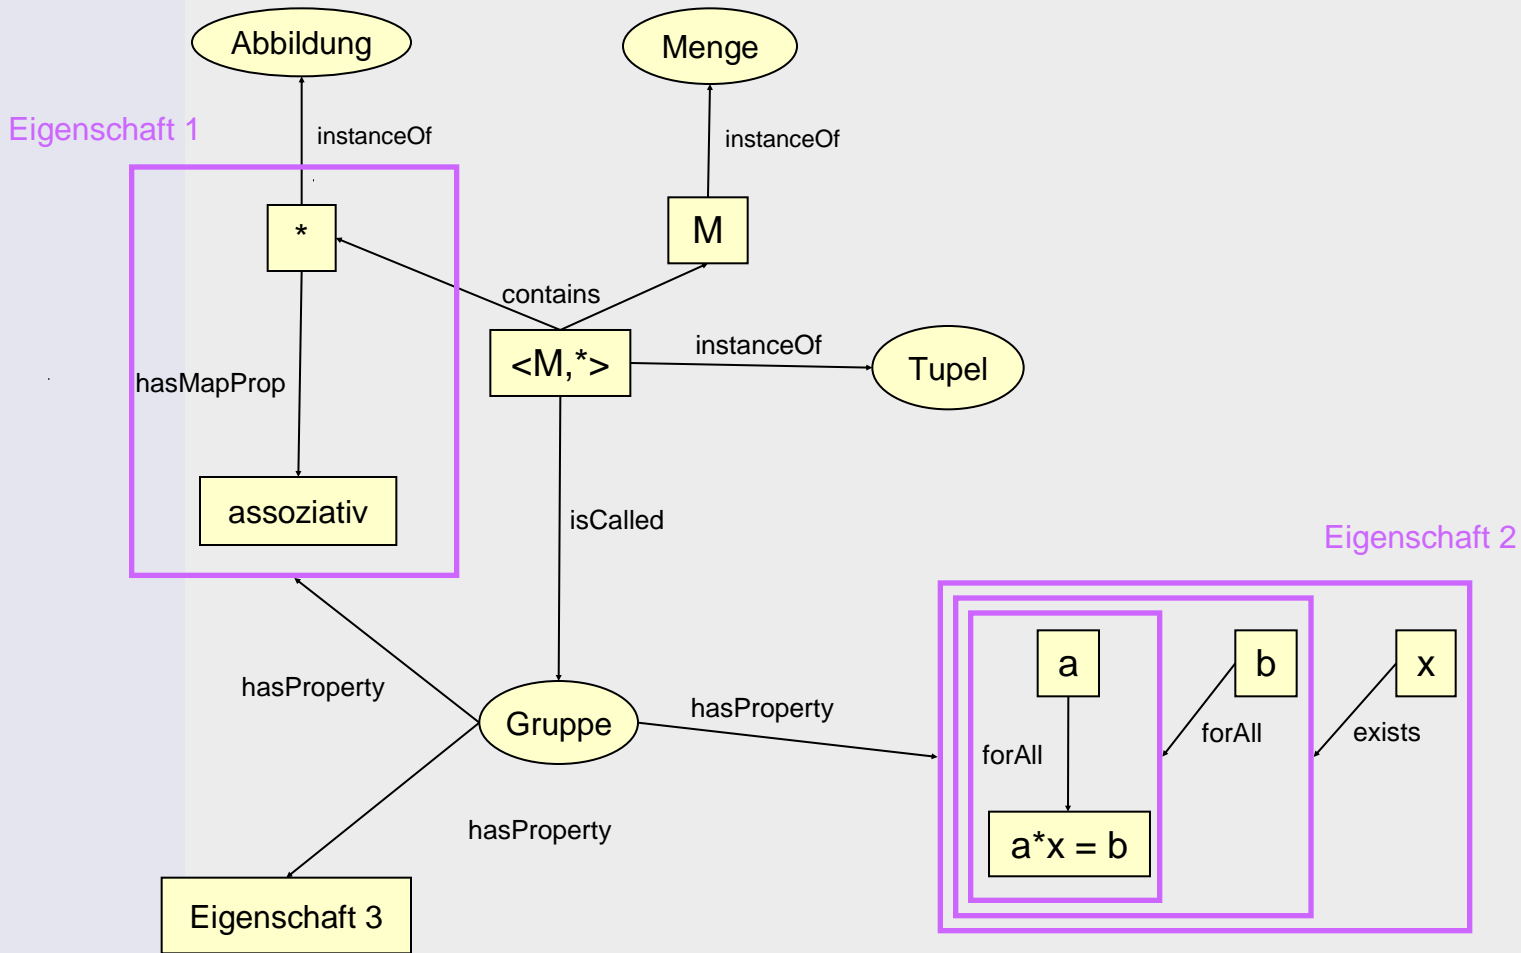 Abbildung
Menge
Eigenschaft 1
instanceOf
instanceOf
*
M
contains
<M,*>
instanceOf
Tupel
hasMapProp
assoziativ
isCalled
Eigenschaft 2
a
b
x
hasProperty
Gruppe
hasProperty
forAll
forAll
exists
hasProperty
a*x = b
Eigenschaft 3